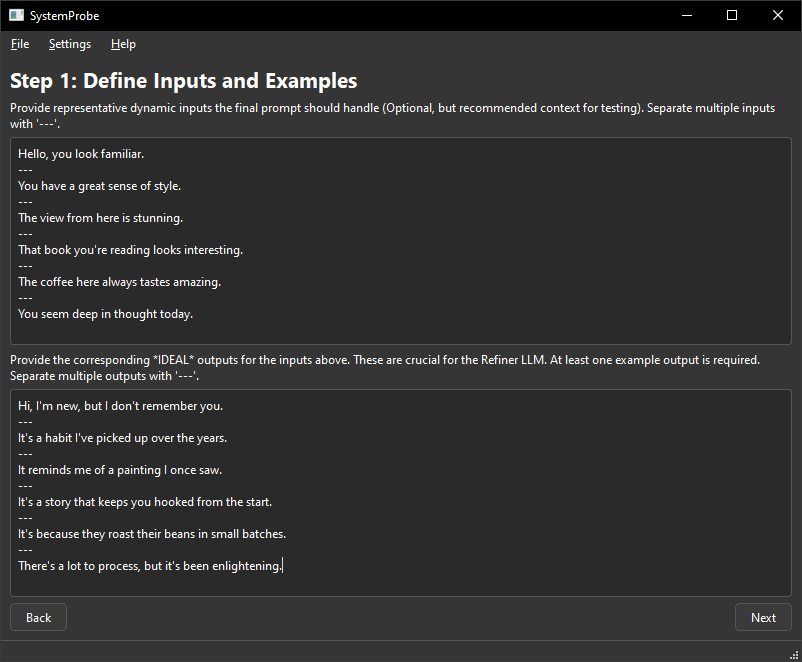 SystemProbe
File Settings Help
Step 1: Define Inputs and Examples
Provide representative dynamic inputs the final prompt should handle (Optional, but recommended context for testing). Separate multiple inputs
with '---'.
Hello, you look familiar.
---
You have a great sense of style.
---
The view from here is stunning.
---
That book you're reading looks interesting.
---
The coffee here always tastes amazing.
---
You seem deep in thought today.
Provide the corresponding *IDEAL* outputs for the inputs above. These are crucial for the Refiner LLM. At least one example output is required.
Separate multiple outputs with '---'.
Hi, I'm new, but I don't remember you.
---
It's a habit I've picked up over the years.
---
It reminds me of a painting I once saw.
---
It's a story that keeps you hooked from the start.
---
It's because they roast their beans in small batches.
---
There's a lot to process, but it's been enlightening.
Back Next